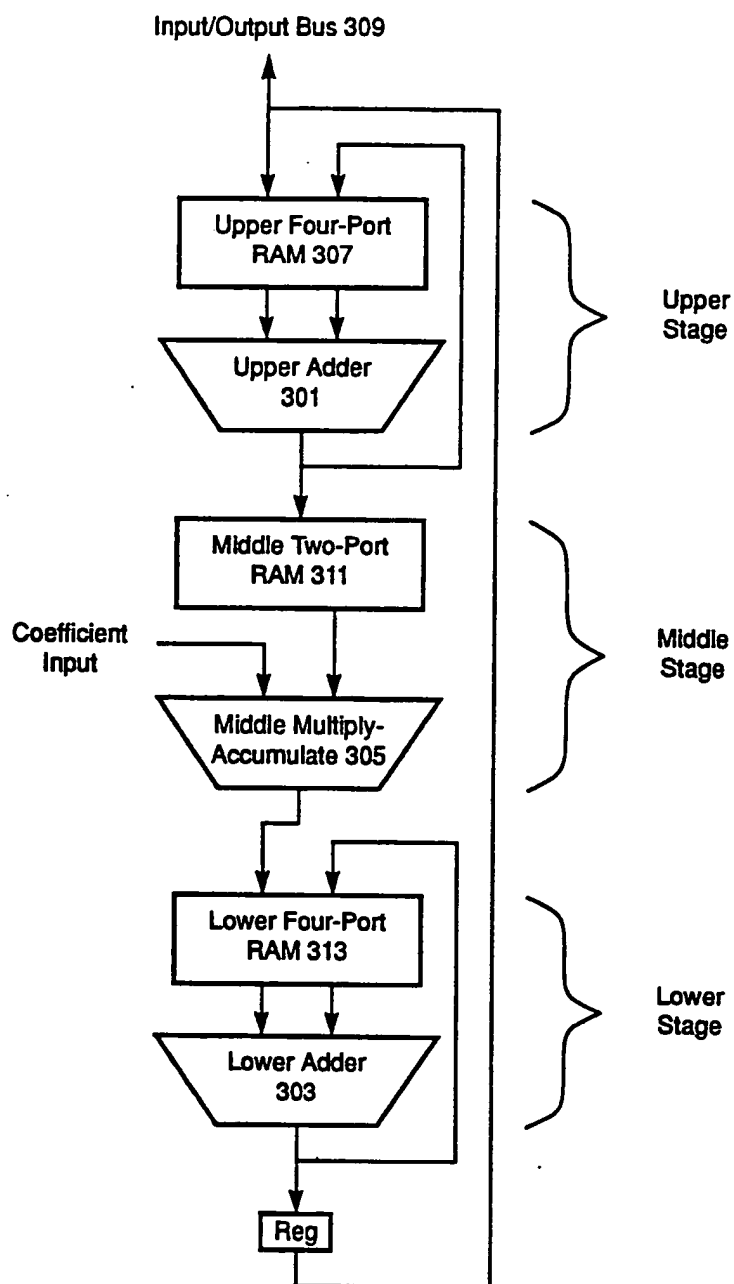 Input/Output Bus 309
Upper Four-Port
RAM 307
Upper
Stage
Upper Adder
301
Middle Two-Port
RAM 311
Coefficient
Input
Middle
Stage
Middle Multiply-
Accumulate 305
Lower Four-Port
RAM 313
Lower
Stage
Lower Adder
303
Reg